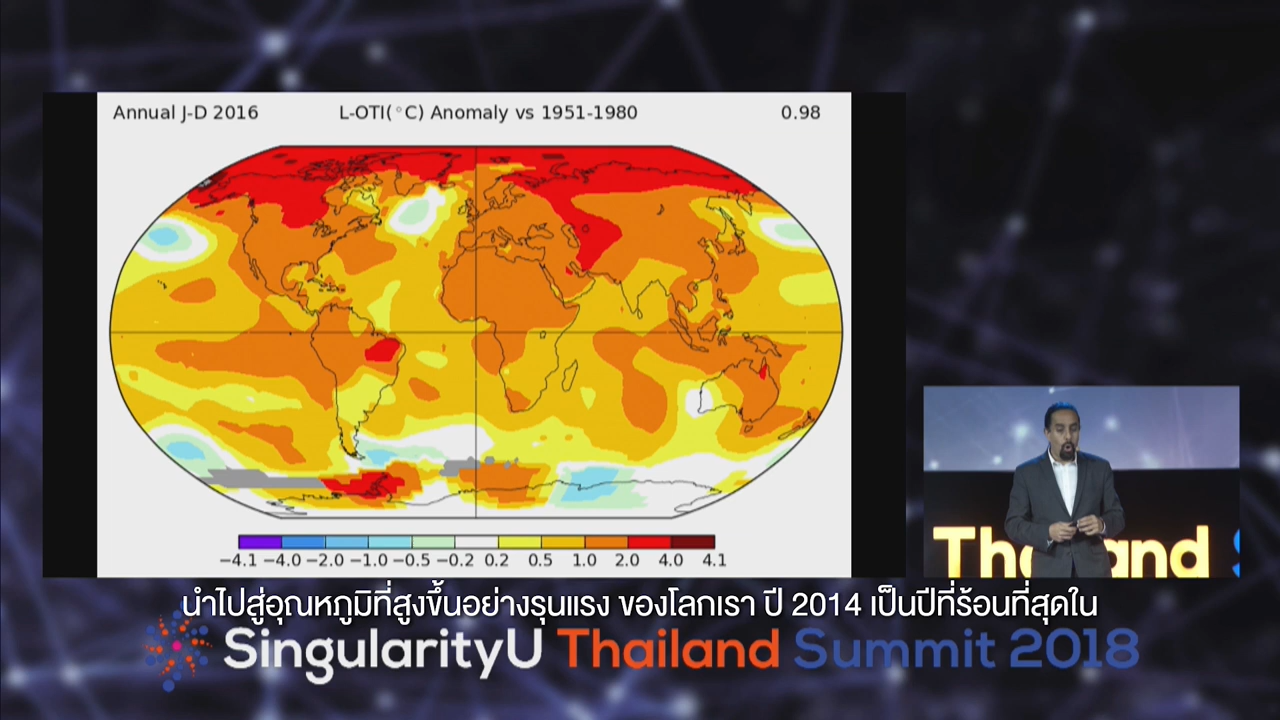 Annual J-D 2016 L-OTI(°C) Anomaly vs 1951-1980 0.98
−4.1 −4.0 −2.0 −1.0 −0.5 −0.2 0.2 0.5 1.0 2.0 4.0 4.1
นำไปสู่อุณหภูมิที่สูงขึ้นอย่างรุนแรง ของโลกเรา ปี 2014 เป็นปีที่ร้อนที่สุดใน
SingularityU Thailand Summit 2018